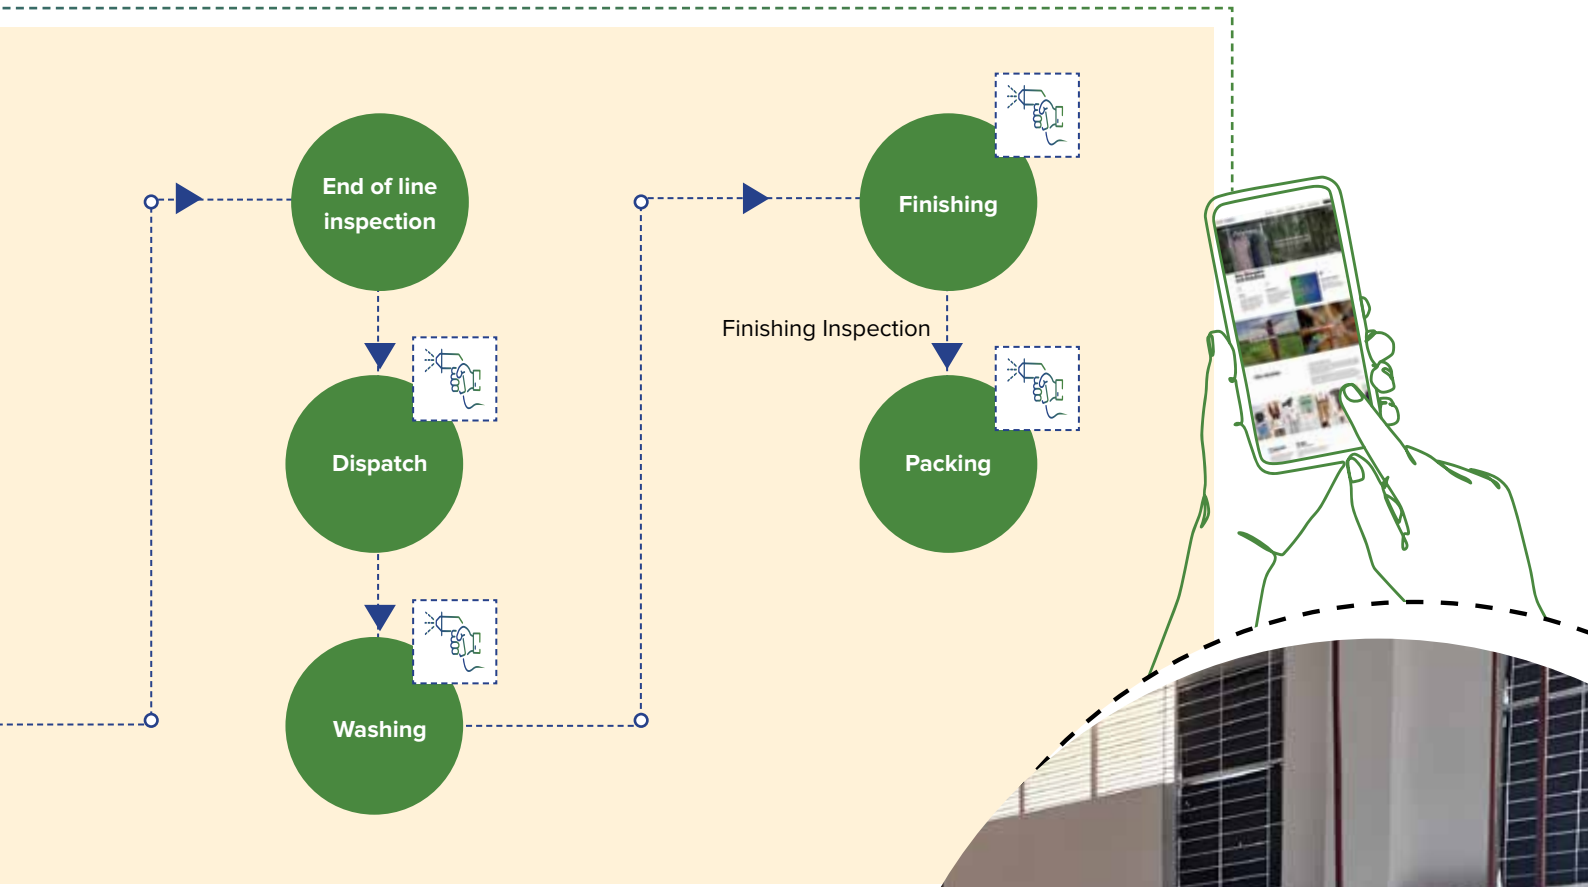 End of line
inspection
Dispatch
Washing
Finishing
Finishing Inspection
Packing